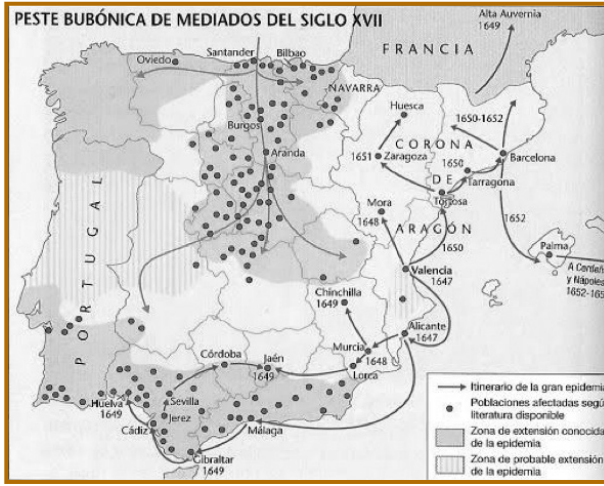 PESTE BUBÓNICA DE MEDIADOS DEL SIGLO XVII
Alta Auvernia
1649
FRANCIA
Santander
Bilbao
Oviedo
NAVARRA
Huesca
Burgos
1650-1652
CORONA
Aranda
1651
Zaragoza
1650
Barcelona
DE
Tarragona
Tortosa
Mora
1648
1652
ARAGÓN
1650
Palma
PORTUGAL
Valencia
1647
A
y Nápoles
Chinchilla
1649
Alicante
1647
Murcia
1648
Córdoba
Jaén
1649
Lorca
Sevilla
Huelva
1649
Jerez
Cádiz
Málaga
Gibraltar
1649
Itinerario de la gran epidemi
Poblaciones afectadas segú
literatura disponible
Zona de extensión conocida
de la epidemia
Zona de probable extensión
de la epidemia